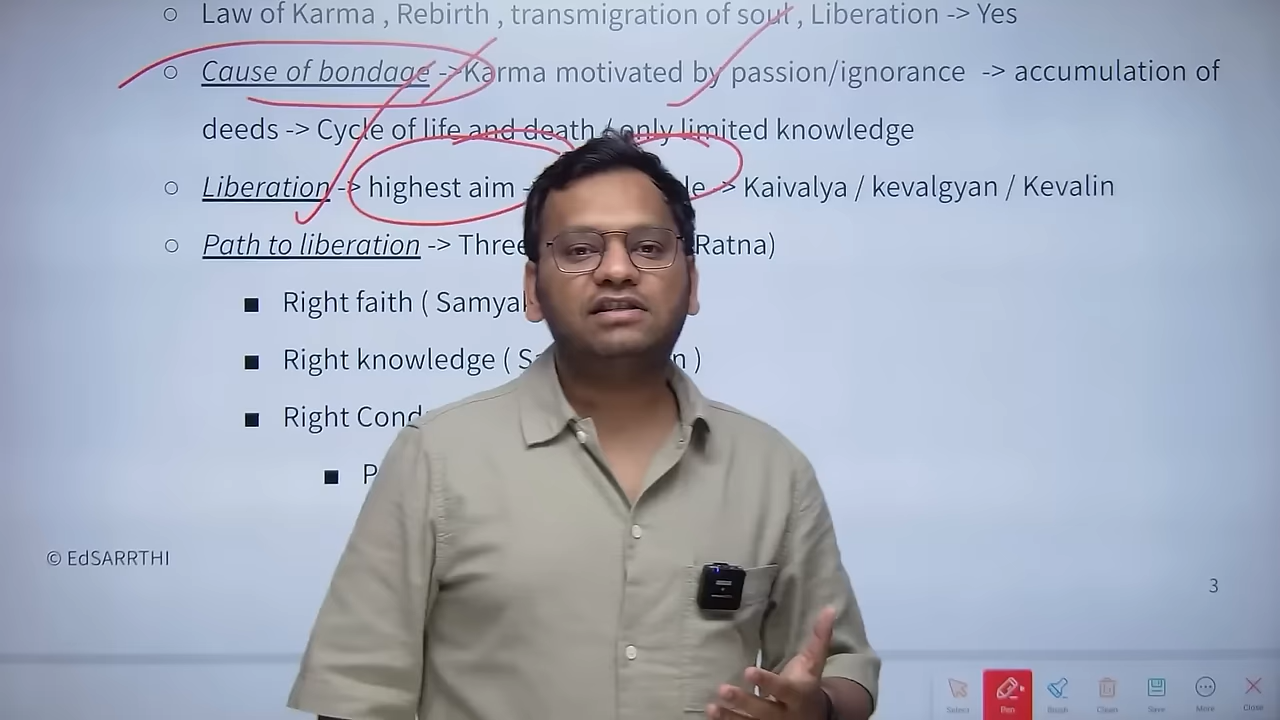 Law of Karma , Rebirth , transmigration of soul , Liberation -> Yes
Cause of bondage -> Karma motivated by passion/ignorance -> accumulation of
deeds -> Cycle of life and death / only limited knowledge
Liberation -> highest aim -> Kaivalya / kevalgyan / Kevalin
Path to liberation -> Three Ratna)
Right faith (
Right knowledge ( )
Right
© EdSARRTHI
3
Select
Pen
Brush
Clean
Save
More
Close